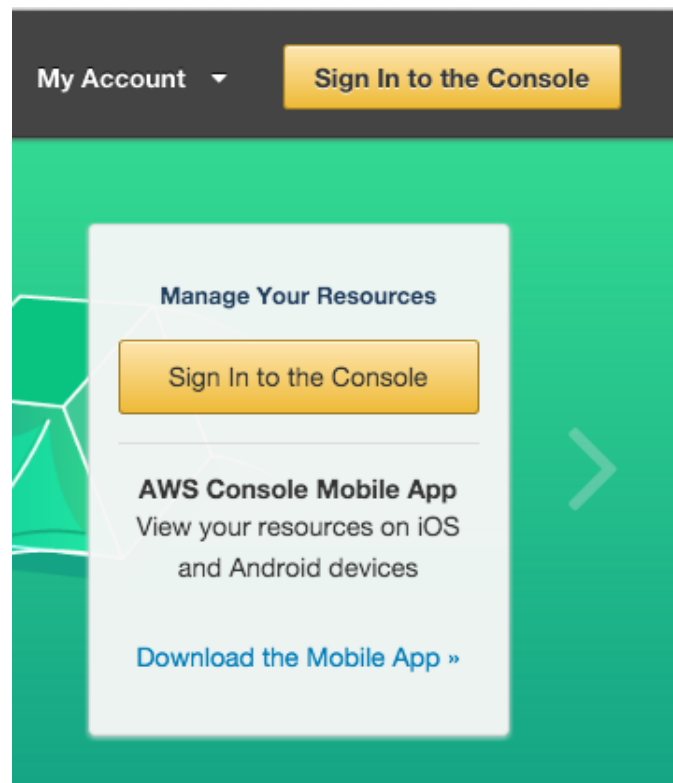 My Account
Sign In to the Console
Manage Your Resources
Sign In to the Console
AWS Console Mobile App
View your resources on iOS
and Android devices
Download the Mobile App »